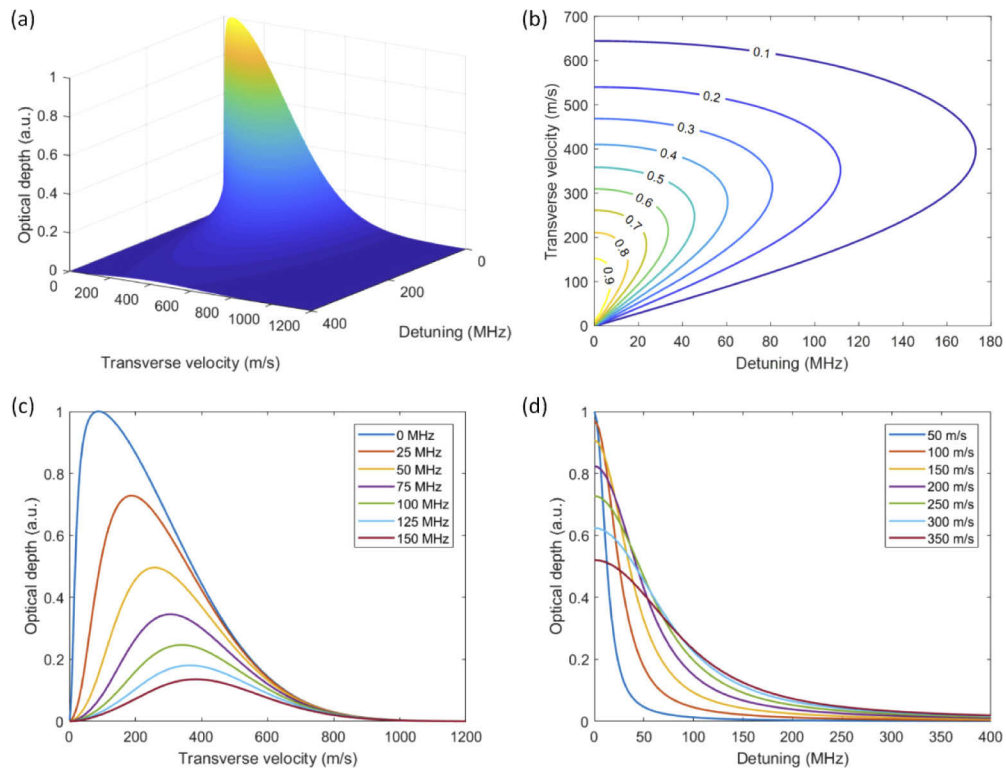 (a)
1
0.8
0.6
0.4
0.2
0
Optical depth (a.u.)
0
200
400
600
800
1000
1200
Transverse velocity (m/s)
0
200
400
Detuning (MHz)
(b)
700
600
500
400
300
200
100
0
Transverse velocity (m/s)
0.1
0.2
0.3
0.4
0.5
0.6
0.7
0.8
0.9
0 20 40 60 80 100 120 140 160 180
Detuning (MHz)
(c)
1
0.8
0.6
0.4
0.2
0
Optical depth (a.u.)
0 MHz
25 MHz
50 MHz
75 MHz
100 MHz
125 MHz
150 MHz
0 200 400 600 800 1000 1200
Transverse velocity (m/s)
(d)
1
0.8
0.6
0.4
0.2
0
Optical depth (a.u.)
50 m/s
100 m/s
150 m/s
200 m/s
250 m/s
300 m/s
350 m/s
0 50 100 150 200 250 300 350 400
Detuning (MHz)